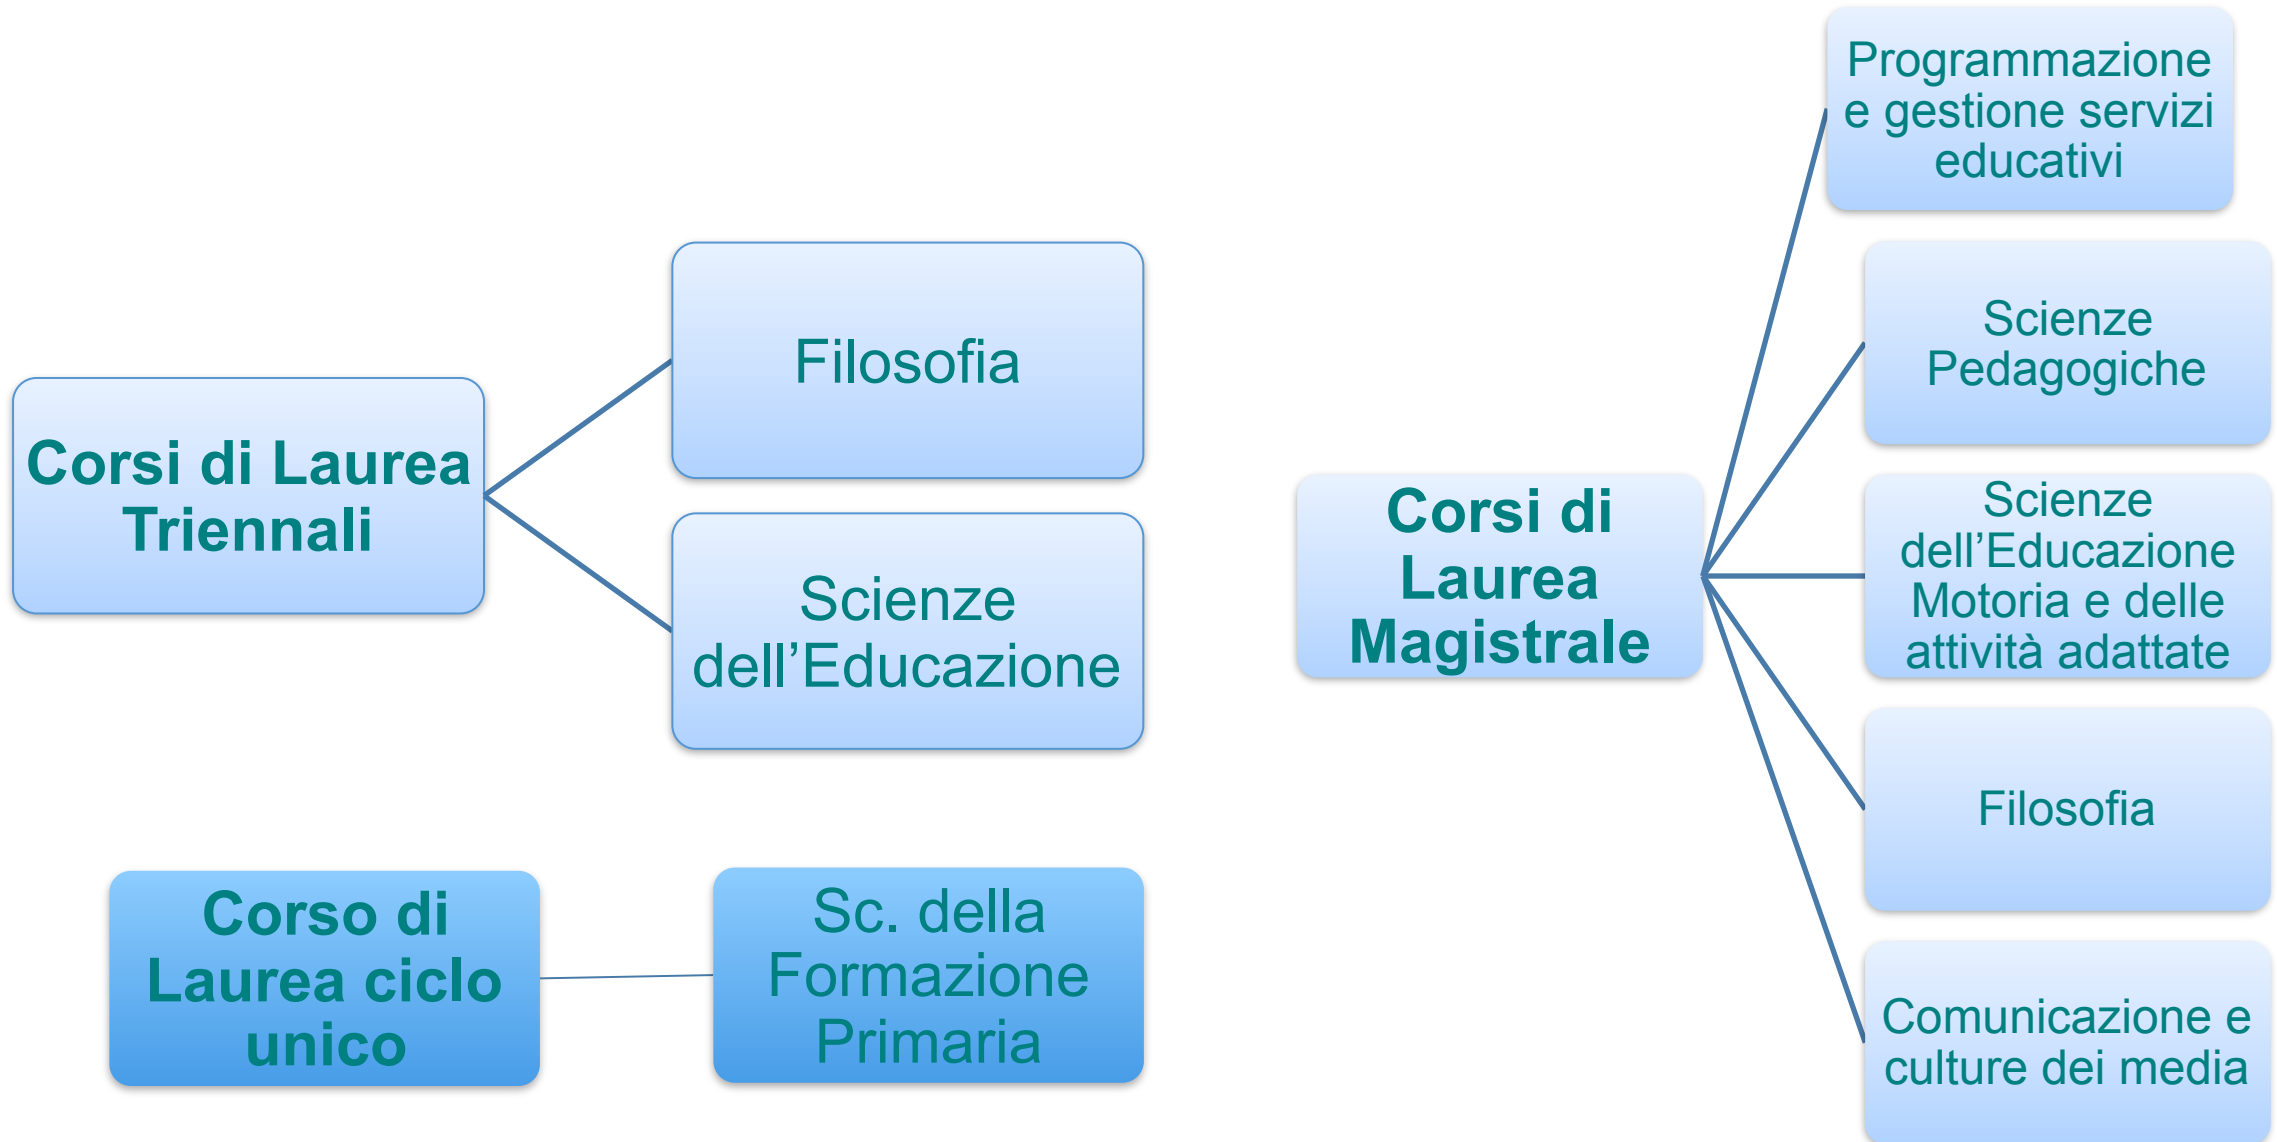 Corsi di Laurea
Triennali
Filosofia
Scienze
dell’Educazione
Corso di
Laurea ciclo
unico
Sc. della
Formazione
Primaria
Corsi di
Laurea
Magistrale
Programmazione
e gestione servizi
educativi
Scienze
Pedagogiche
Scienze
dell’Educazione
Motoria e delle
attività adattate
Filosofia
Comunicazione e
culture dei media